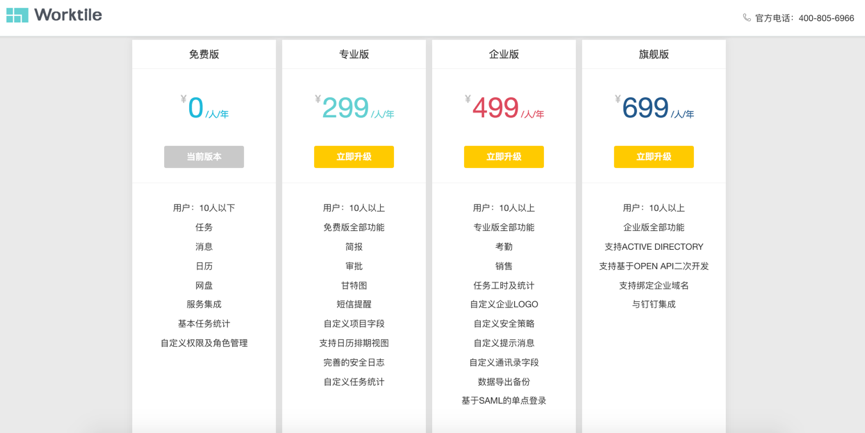 Worktile
官方电话：400-805-6966
免费版
¥0/人/年
当前版本
用户：10人以下
任务
消息
日历
网盘
服务集成
基本任务统计
自定义权限及角色管理
专业版
¥299/人/年
立即升级
用户：10人以上
免费版全部功能
简报
审批
甘特图
短信提醒
自定义项目字段
支持日历排期视图
完善的安全日志
自定义任务统计
企业版
¥499/人/年
立即升级
用户：10人以上
专业版全部功能
考勤
销售
任务工时及统计
自定义企业LOGO
自定义安全策略
自定义提示消息
自定义通讯录字段
数据导出备份
基于SAML的单点登录
旗舰版
¥699/人/年
立即升级
用户：10人以上
企业版全部功能
支持ACTIVE DIRECTORY
支持基于OPEN API二次开发
支持绑定企业域名
与钉钉集成